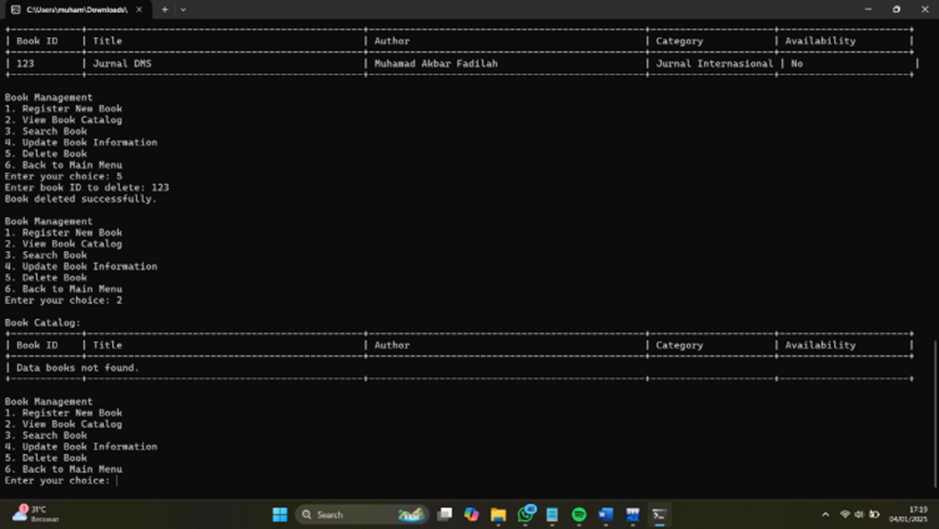 C:\Users\muham\Downloads\
| Book ID | Title | Author | Category | Availability |
| 123 | Jurnal DMS | Muhamad Akbar Fadilah | Jurnal Internasional | No |
Book Management
1. Register New Book
2. View Book Catalog
3. Search Book
4. Update Book Information
5. Delete Book
6. Back to Main Menu
Enter your choice: 5
Enter book ID to delete: 123
Book deleted successfully.
Book Management
1. Register New Book
2. View Book Catalog
3. Search Book
4. Update Book Information
5. Delete Book
6. Back to Main Menu
Enter your choice: 2
Book Catalog:
| Book ID | Title | Author | Category | Availability |
| Data books not found.
Book Management
1. Register New Book
2. View Book Catalog
3. Search Book
4. Update Book Information
5. Delete Book
6. Back to Main Menu
Enter your choice:
31°C
Berawan
Search
17:19
04/01/2025